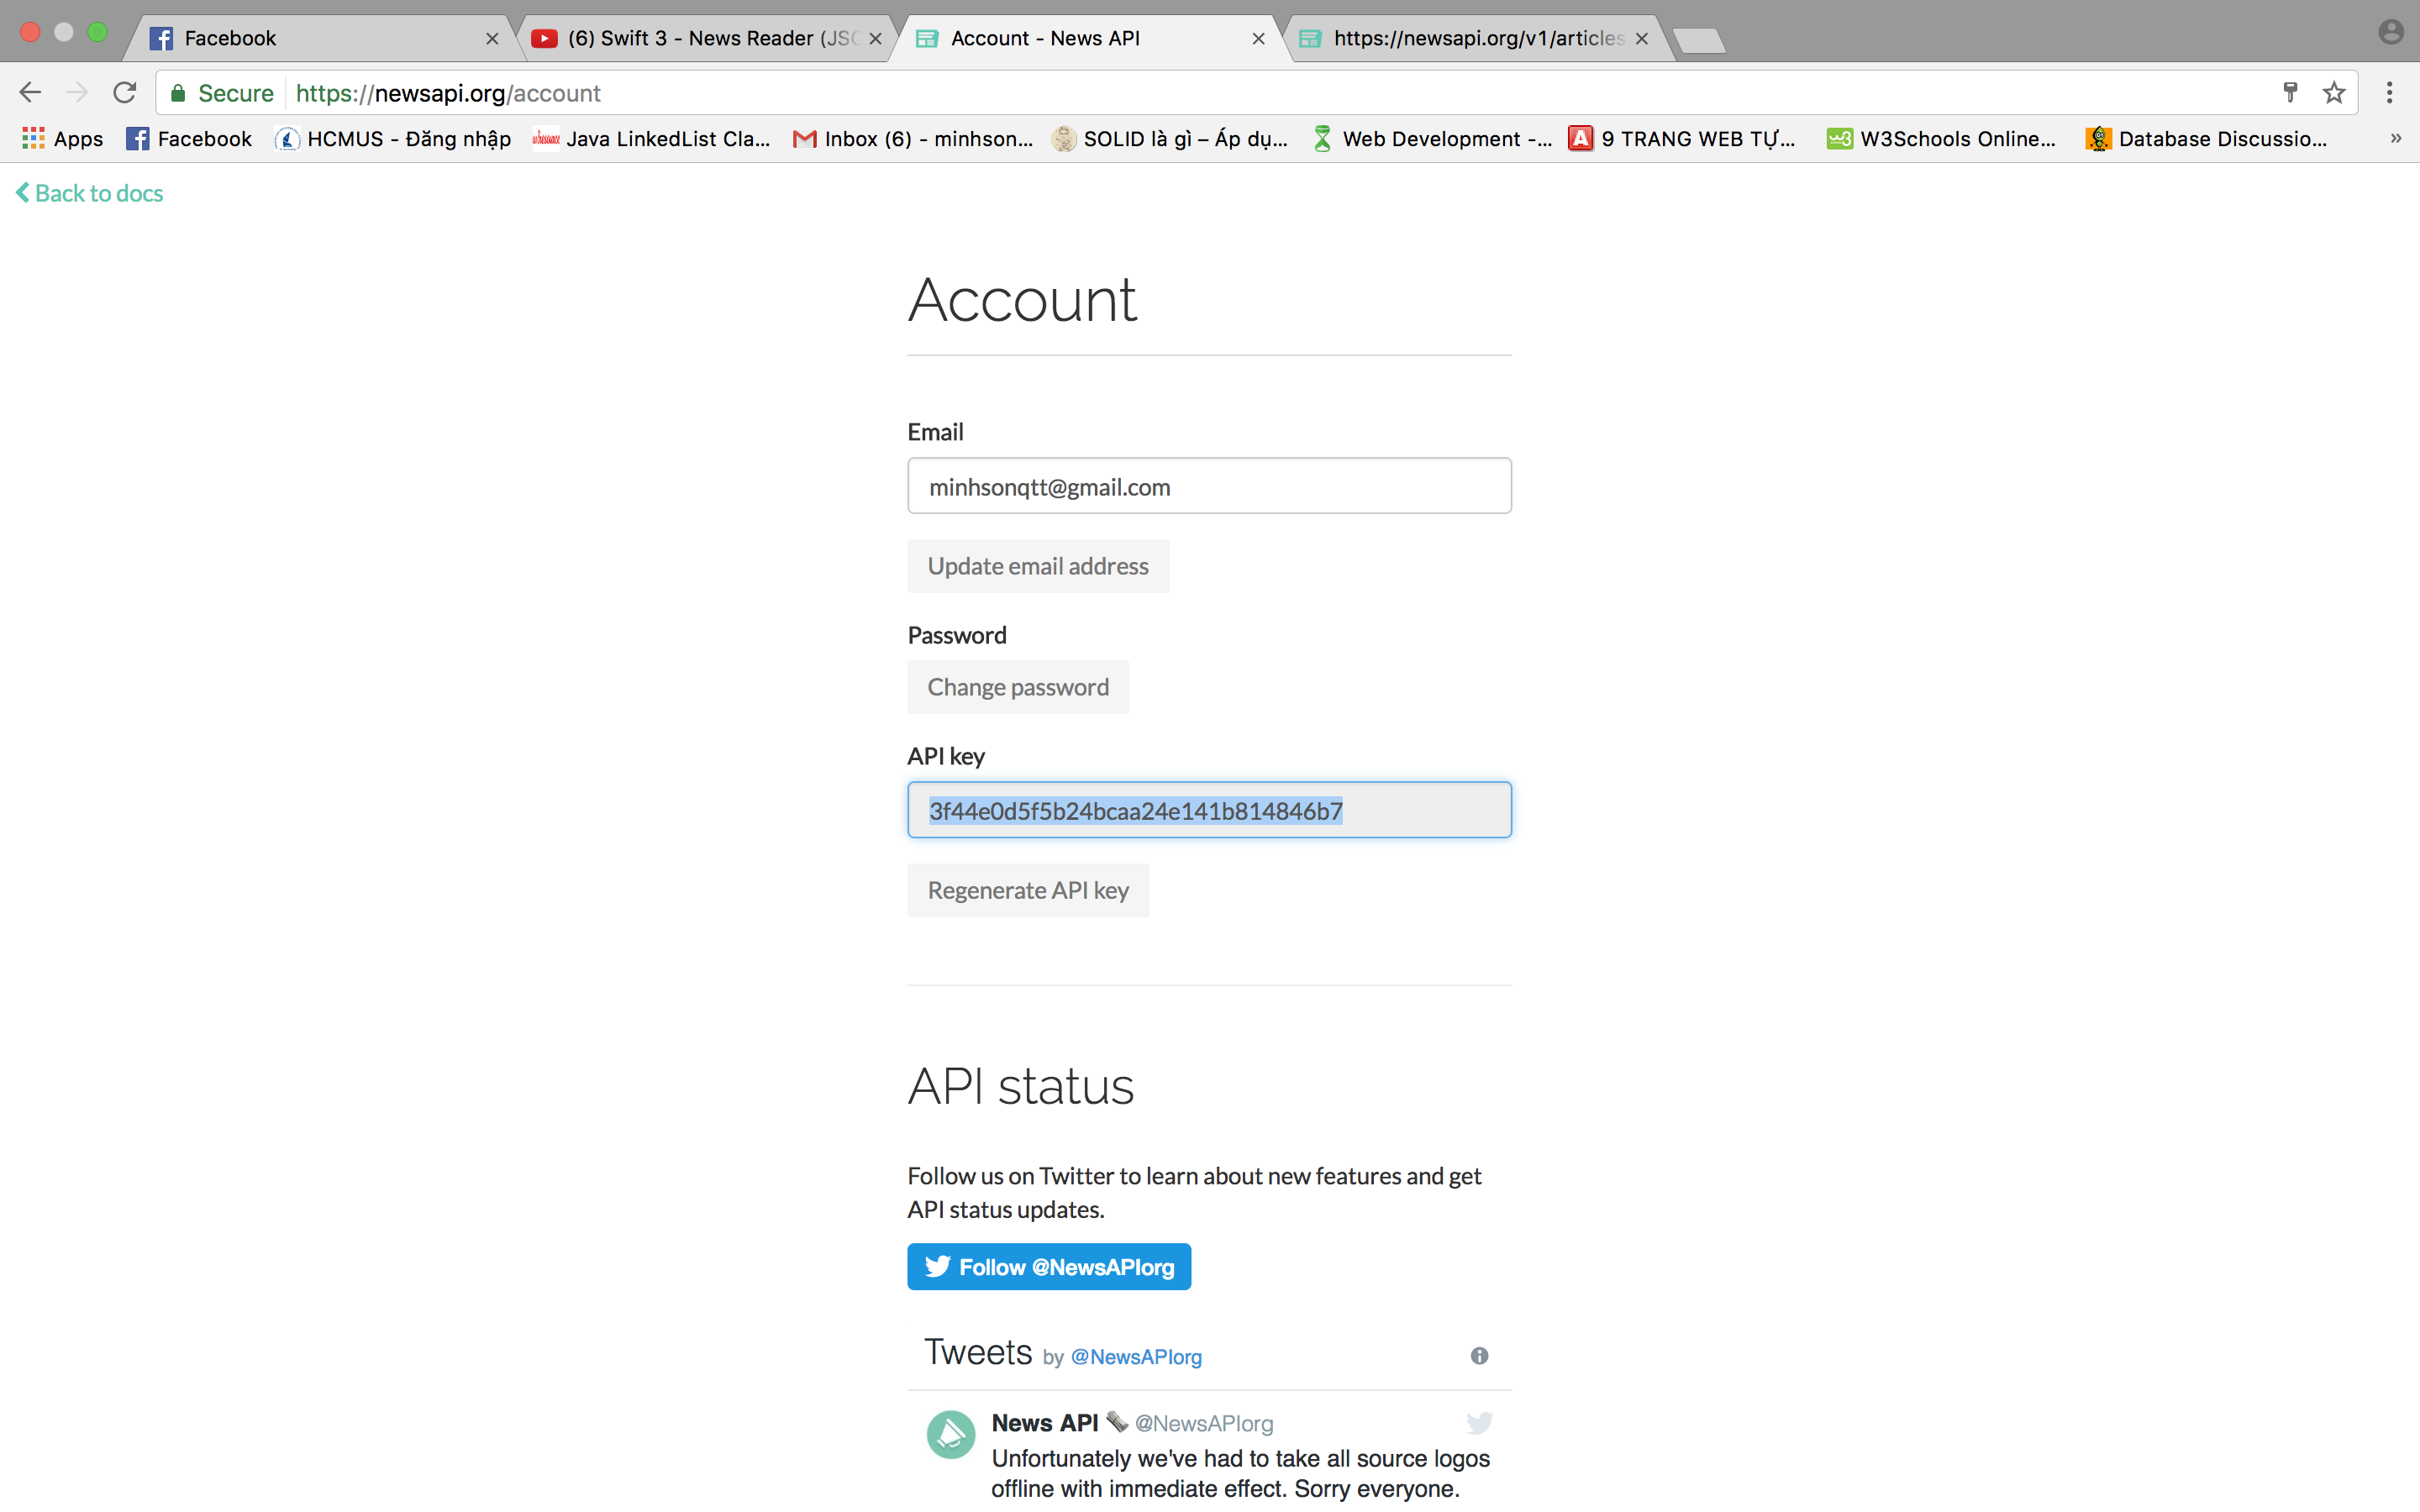 Facebook
(6) Swift 3 - News Reader (JSO
Account - News API
https://newsapi.org/v1/articles
Secure https://newsapi.org/account
Apps Facebook HCMUS - Đăng nhập Java LinkedList Cla... Inbox (6) - minhson... SOLID là gì – Áp dụ... Web Development -... 9 TRANG WEB TỰ... W3Schools Online... Database Discussio... »
Back to docs
Account
Email
minhsonqtt@gmail.com
Update email address
Password
Change password
API key
3f44e0d5f5b24bcaa24e141b814846b7
Regenerate API key
API status
Follow us on Twitter to learn about new features and get
API status updates.
Follow @NewsAPIorg
Tweets by @NewsAPIorg
News API @NewsAPIorg
Unfortunately we've had to take all source logos
offline with immediate effect. Sorry everyone.